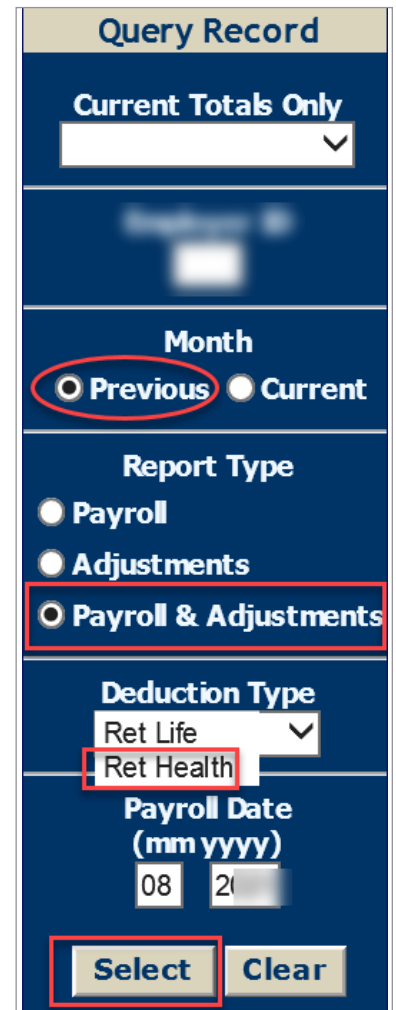 Query Record
Current Totals Only
Month
Previous Current
Report Type
Payroll
Adjustments
Payroll & Adjustments
Deduction Type
Ret Life
Ret Health
Payroll Date
(mm yyyy)
08
Select Clear